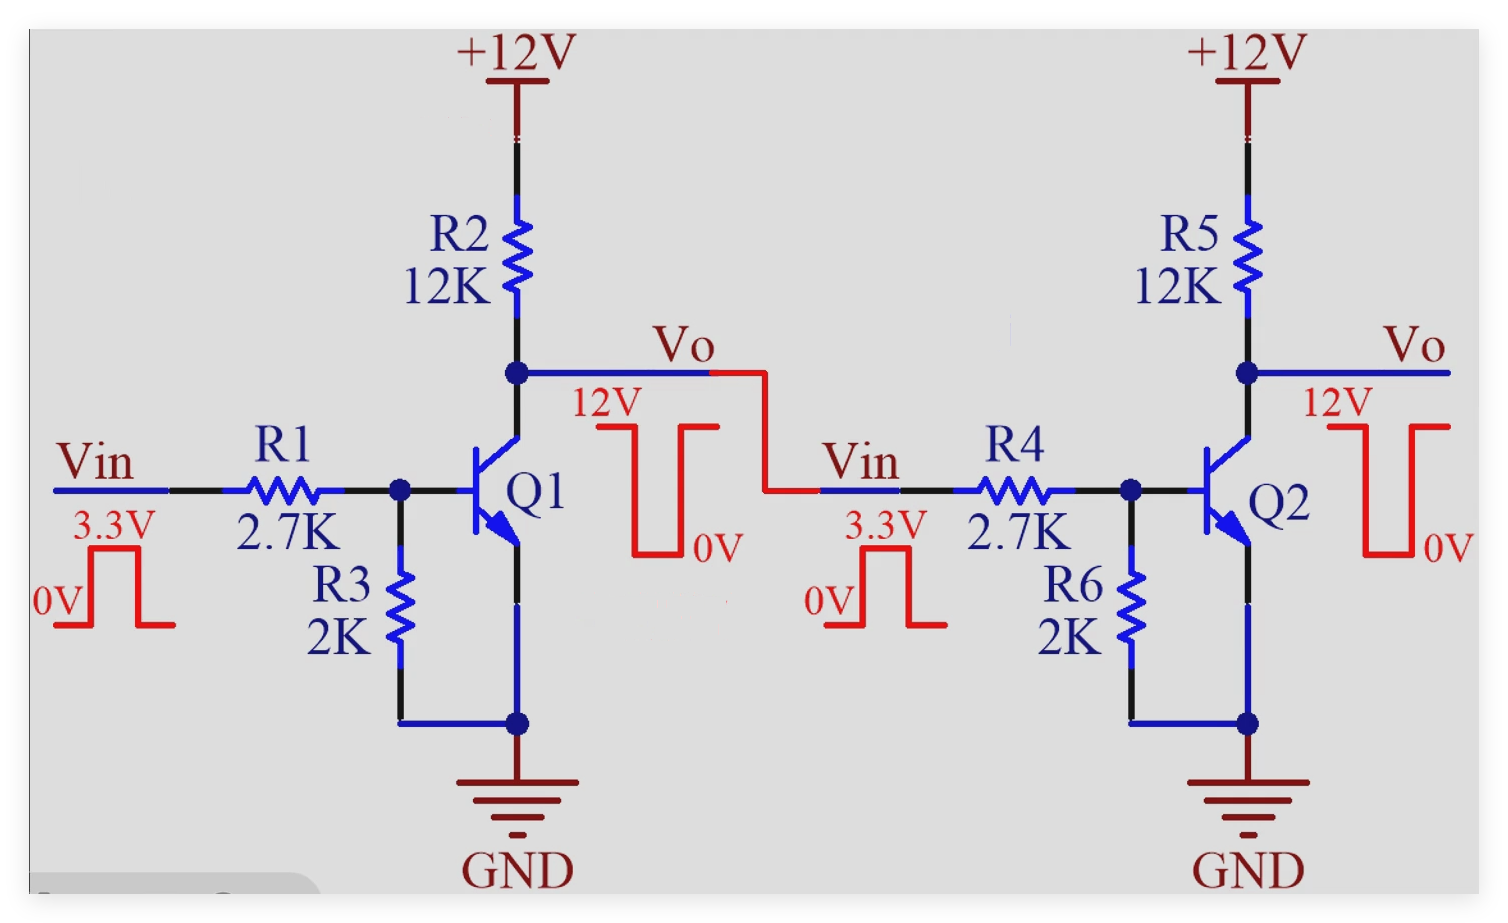 +12V
+12V
R2
12K
R5
12K
Vo
Vo
12V
12V
Vin
R1
2.7K
Q1
Vin
R4
2.7K
Q2
3.3V
0V
0V
3.3V
0V
0V
R3
2K
R6
2K
GND
GND